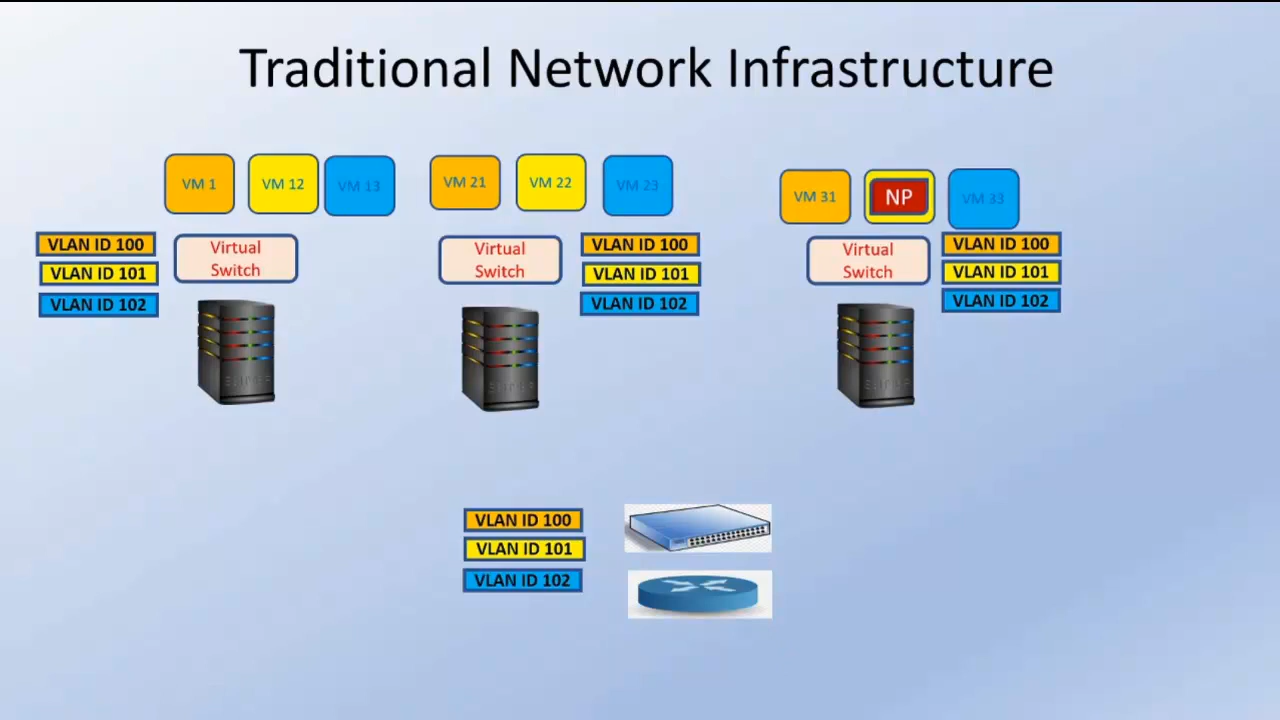 Traditional Network Infrastructure
VM 1
VM 12
VM 13
VM 21
VM 22
VM 23
VM 31
NP
VM 33
VLAN ID 100
VLAN ID 101
VLAN ID 102
Virtual
Switch
Virtual
Switch
VLAN ID 100
VLAN ID 101
VLAN ID 102
Virtual
Switch
VLAN ID 100
VLAN ID 101
VLAN ID 102
VLAN ID 100
VLAN ID 101
VLAN ID 102